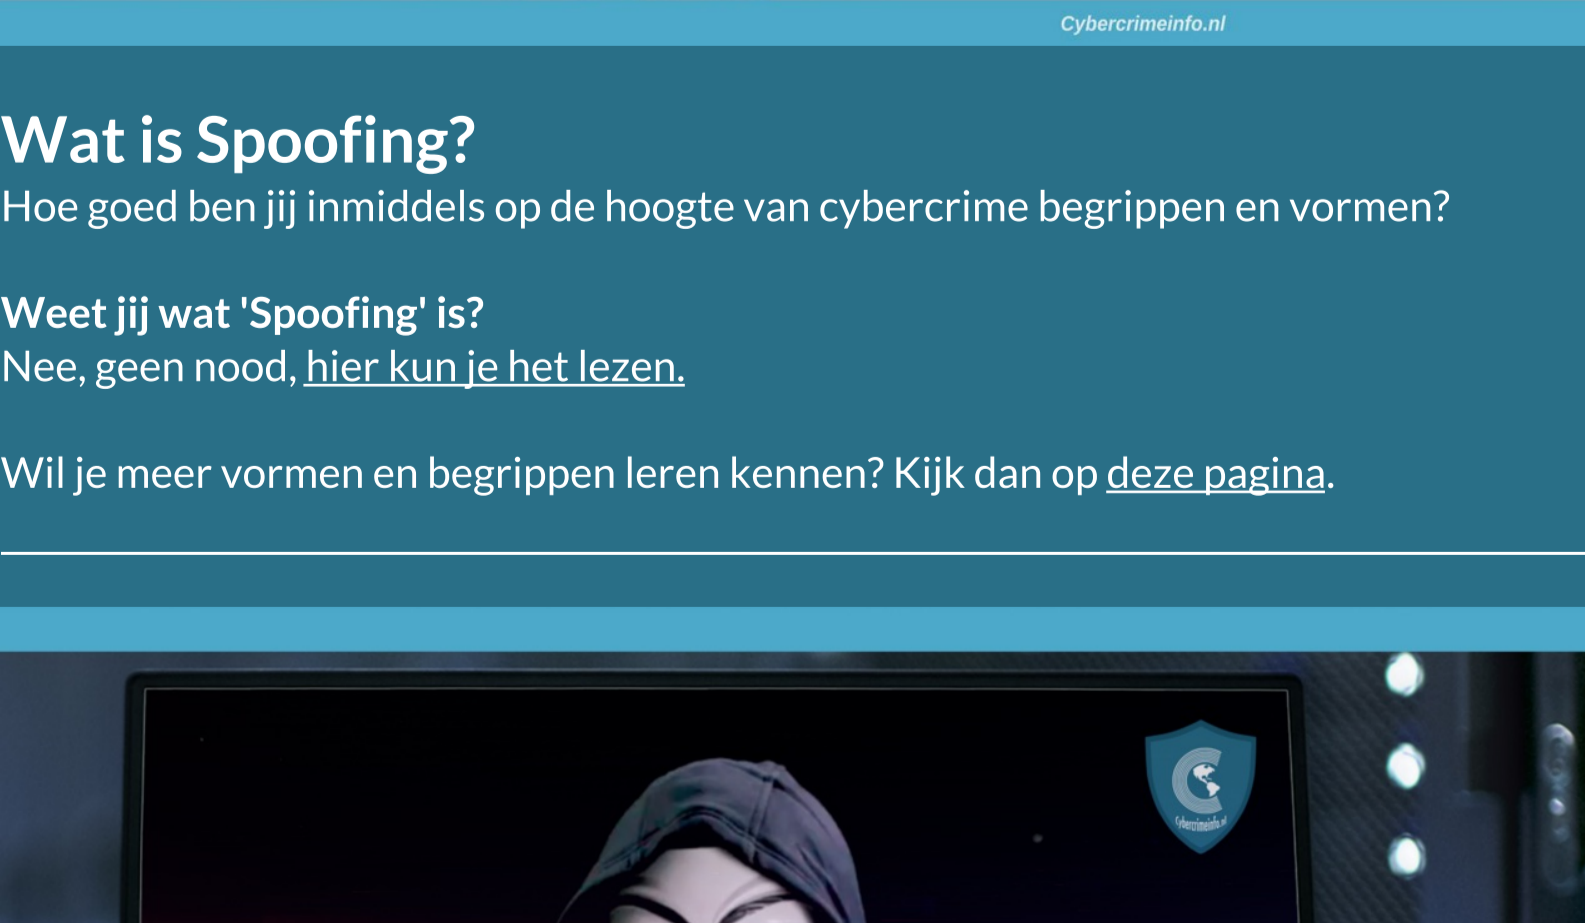 Cybercrimeinfo.nl
Wat is Spoofing?
Hoe goed ben jij inmiddels op de hoogte van cybercrime begrippen en vormen?
Weet jij wat 'Spoofing' is?
Nee, geen nood, hier kun je het lezen.
Wil je meer vormen en begrippen leren kennen? Kijk dan op deze pagina.
Cybercrimeinfo.nl